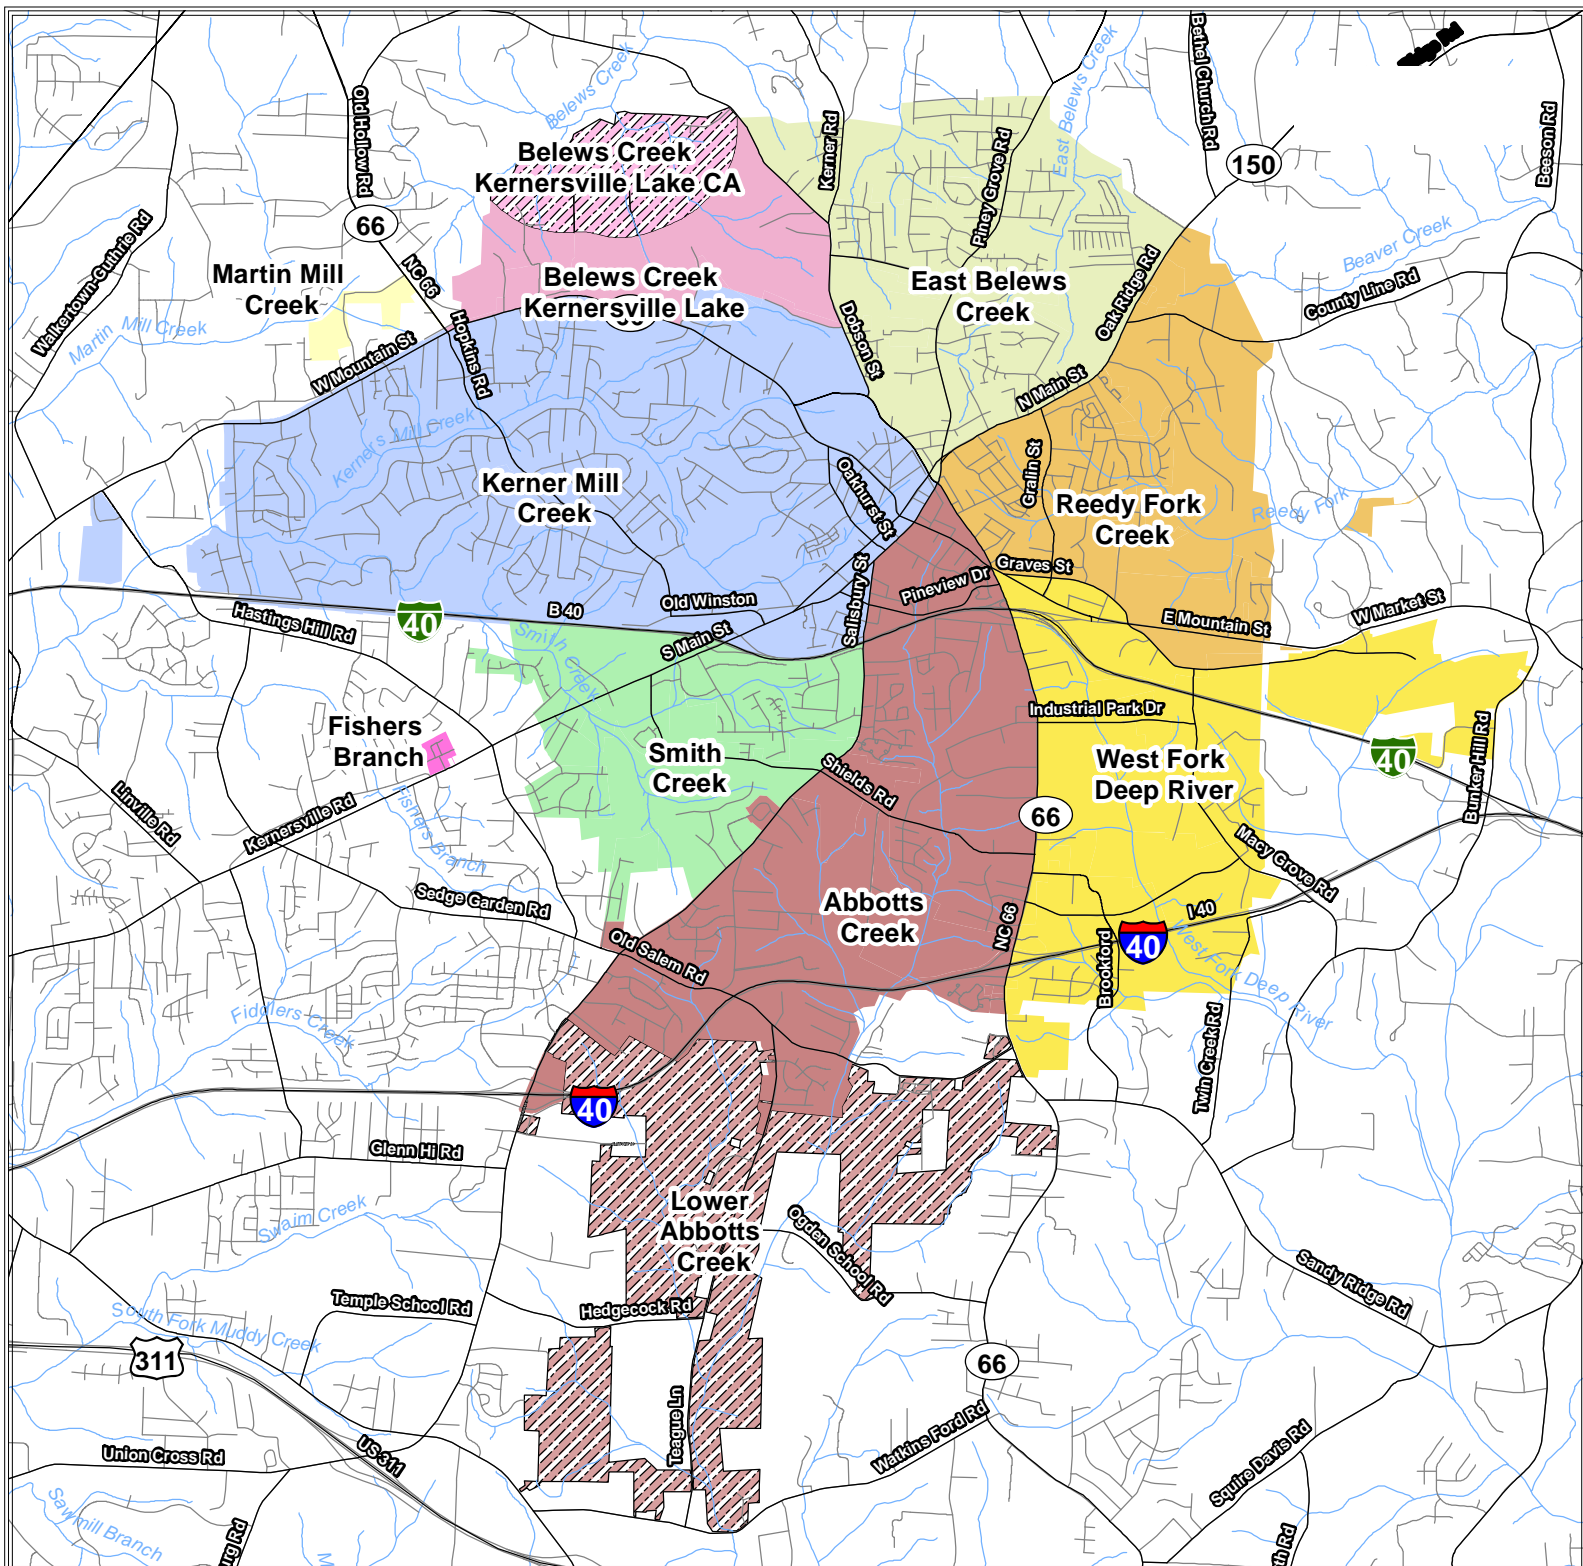 Belews Creek
East Belews Creek
Bethel Church Rd
Old Hollow Rd
Kerner Rd
Piney Grove Rd
150
Beeson Rd
Belews Creek
Kernersville Lake CA
66
Walkertown-Guthrie Rd
NC 66
Martin Mill
Creek
Belews Creek
Kernersville Lake
East Belews
Creek
Oak Ridge Rd
Beaver Creek
County Line Rd
Martin Mill Creek
W Mountain St
Hopkins Rd
Dobson St
N Main St
Kerner's Mill Creek
Kerner Mill
Creek
Oakhurst St
Gralin St
Reedy Fork
Creek
Reedy Fork
Graves St
Pineview Dr
Hastings Hill Rd
40
B 40
Old Winston
Salisbury St
E Mountain St
W Market St
Smith Creek
S Main St
Industrial Park Dr
Fishers
Branch
Smith
Creek
Shields Rd
West Fork
Deep River
40
Bunker Hill Rd
Linville Rd
Kernersville Rd
Fishers Branch
66
Macy Grove Rd
Sedge Garden Rd
Abbotts
Creek
NC 66
I 40
40
Old Salem Rd
Brookford
West Fork Deep River
Fiddlers Creek
Twin Creek Rd
40
Glenn Hi Rd
Swaim Creek
Lower
Abbotts
Creek
Ogden School Rd
Sandy Ridge Rd
Temple School Rd
Hedgecock Rd
South Fork Muddy Creek
311
66
Teague Ln
Watkins Ford Rd
Squire Davis Rd
Union Cross Rd
US 311
Sawmill Branch
urg Rd
M
th Rd